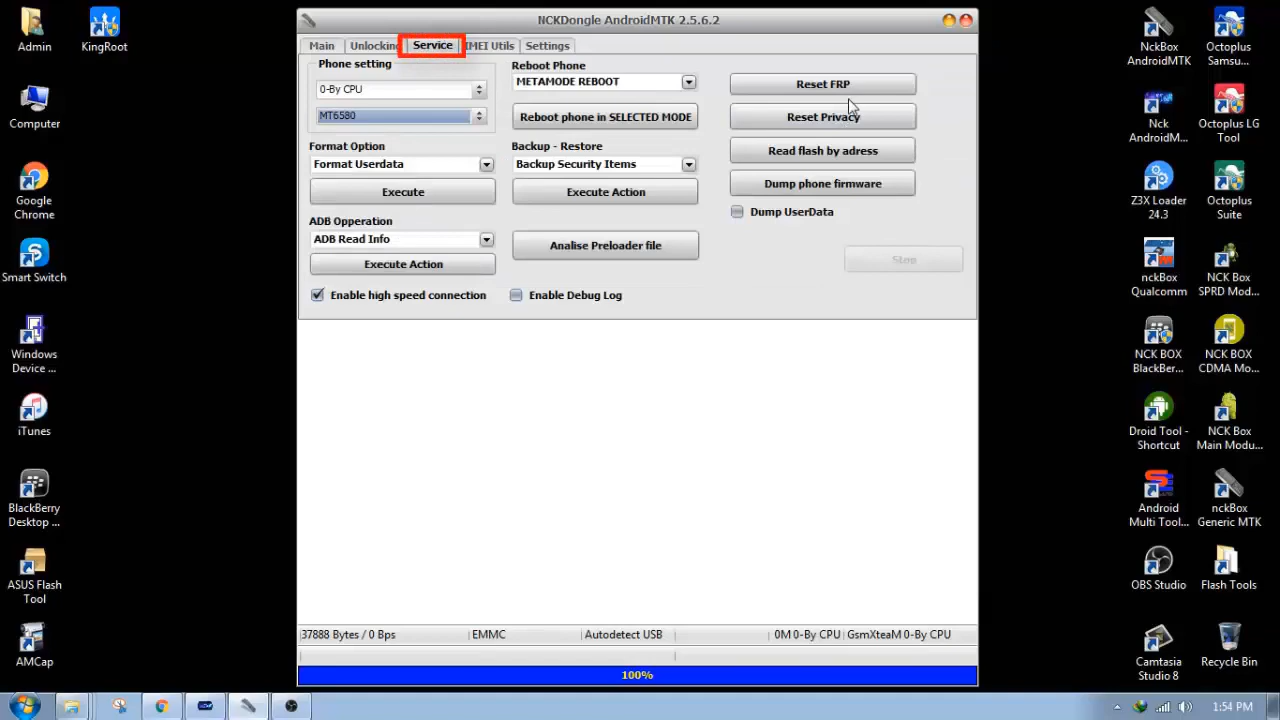 NCKDongle AndroidMTK 2.5.6.2
Main
Unlocking
Service
IMEI Utils
Settings
Phone setting
0-By CPU
MT6580
Format Option
Format Userdata
Execute
ADB Opperation
ADB Read Info
Execute Action
Enable high speed connection
Reboot Phone
METAMODE REBOOT
Reboot phone in SELECTED MODE
Backup - Restore
Backup Security Items
Execute Action
Analise Preloader file
Enable Debug Log
Reset FRP
Reset Privacy
Read flash by adress
Dump phone firmware
Dump UserData
Stop
37888 Bytes / 0 Bps
EMMC
Autodetect USB
0M 0-By CPU
GsmXteaM 0-By CPU
100%
Admin
KingRoot
Computer
Google
Chrome
Smart Switch
Windows
Device ...
iTunes
BlackBerry
Desktop ...
ASUS Flash
Tool
AMCap
NckBox
AndroidMTK
Octoplus
Samsu...
Nck
AndroidM...
Octoplus LG
Tool
Z3X Loader
24.3
Octoplus
Suite
nckBox
Qualcomm
NCK Box
SPRD Mod...
NCK BOX
BlackBer...
NCK BOX
CDMA Mo...
Droid Tool -
Shortcut
NCK Box
Main Modu...
Android
Multi Tool...
nckBox
Generic MTK
OBS Studio
Flash Tools
Camtasia
Studio 8
Recycle Bin
1:54 PM